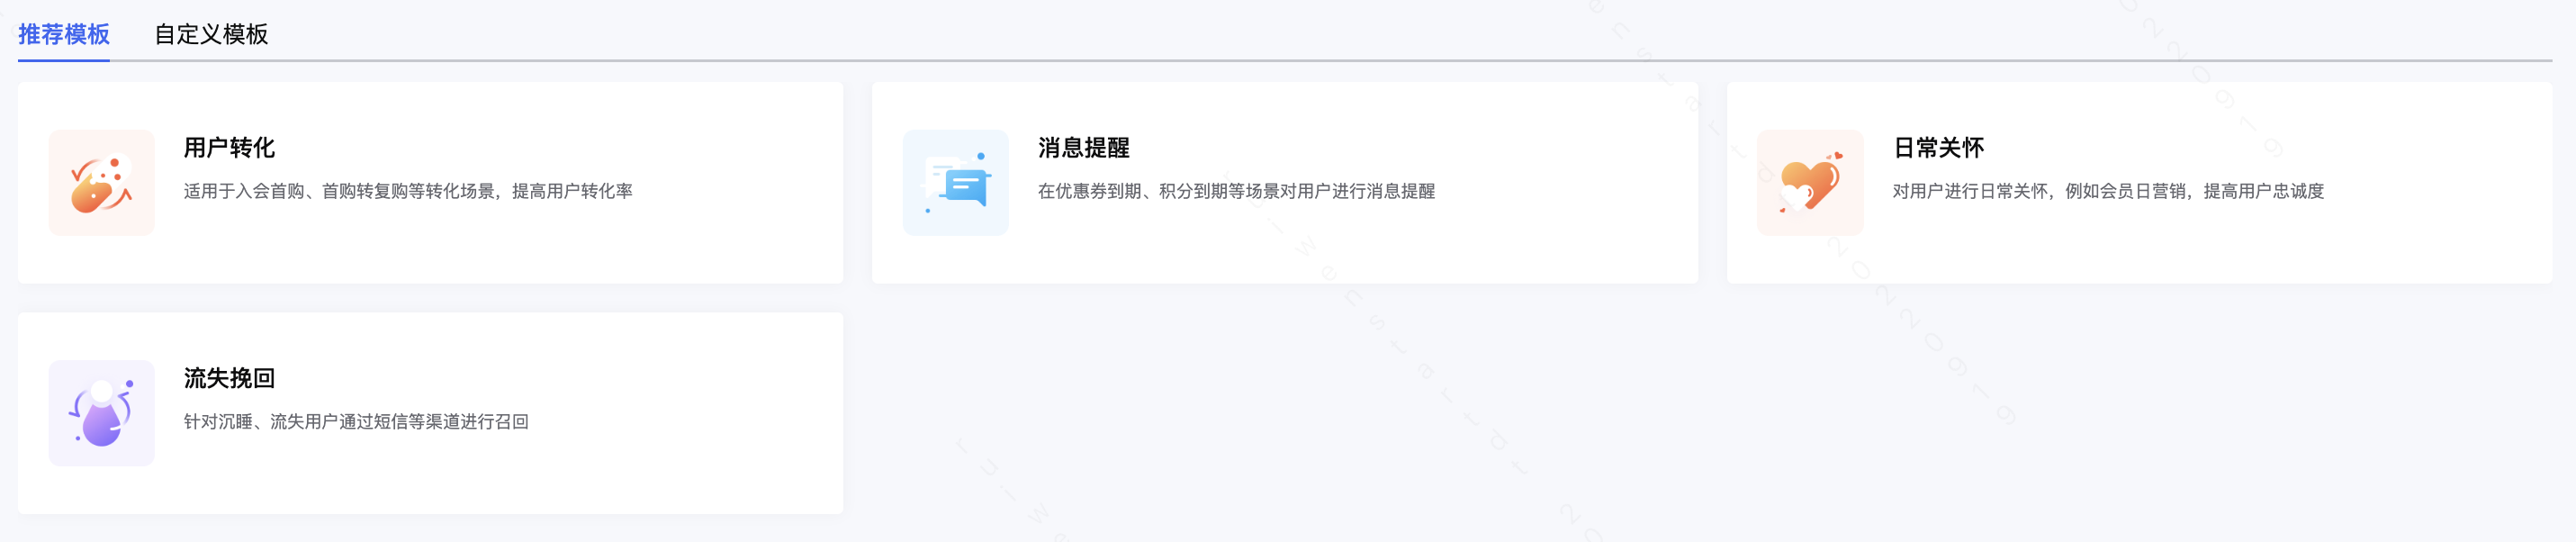 推荐模板 自定义模板
用户转化
适用于入会首购、首购转复购等转化场景，提高用户转化率
消息提醒
在优惠券到期、积分到期等场景对用户进行消息提醒
日常关怀
对用户进行日常关怀，例如会员日营销，提高用户忠诚度
流失挽回
针对沉睡、流失用户通过短信等渠道进行召回